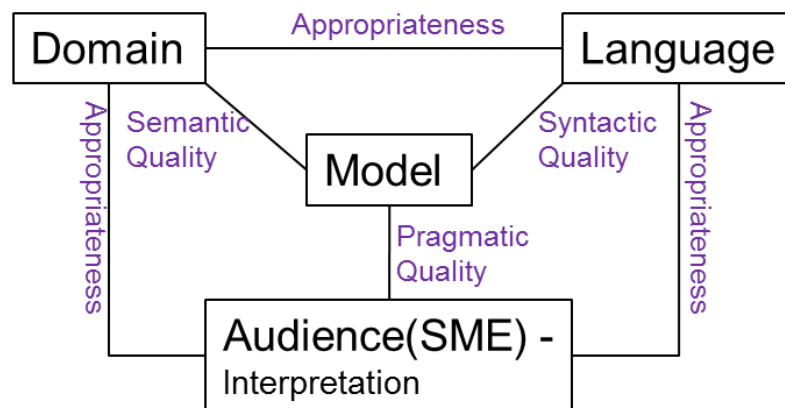 Appropriateness
Domain
Language
Appropriateness
Semantic
Quality
Syntactic
Quality
Appropriateness
Model
Pragmatic
Quality
Audience(SME) -
Interpretation